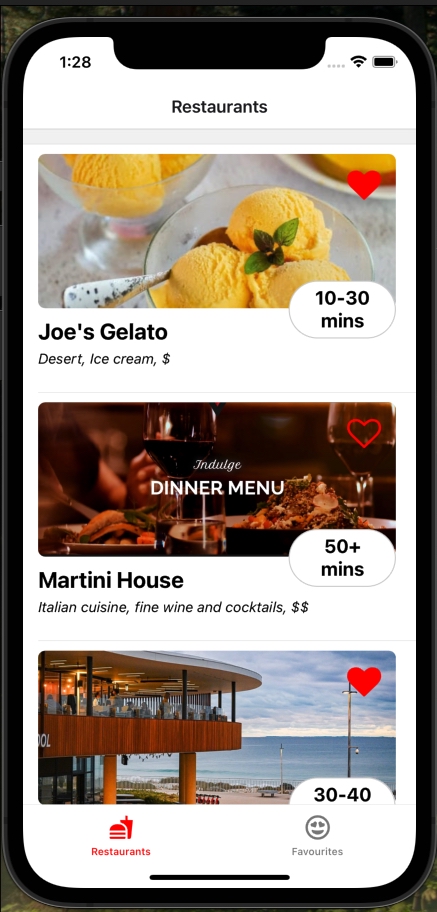 1:28
Restaurants
10-30
mins
Joe's Gelato
Desert, Ice cream, $
Indulge
DINNER MENU
50+
mins
Martini House
Italian cuisine, fine wine and cocktails, $$
OOL
30-40
Restaurants
Favourites